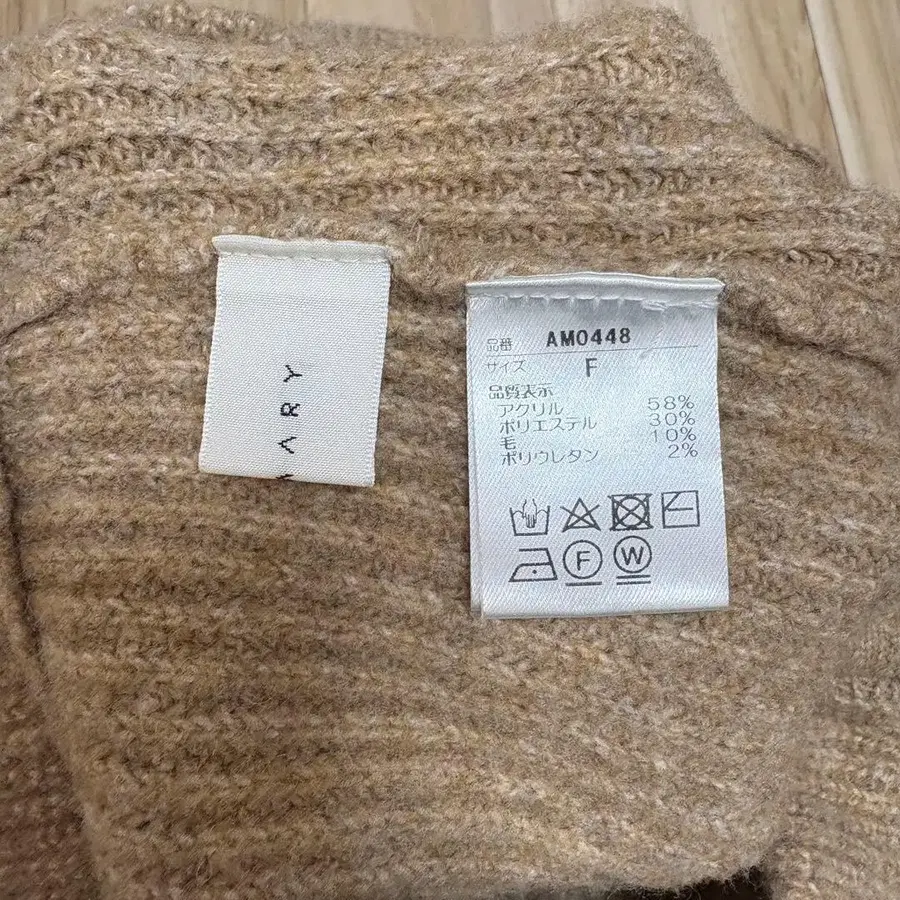 MARY
品番 AM0448
サイズ F
品質表示
アクリル 58%
ポリエステル 30%
毛 10%
ポリウレタン 2%
F W